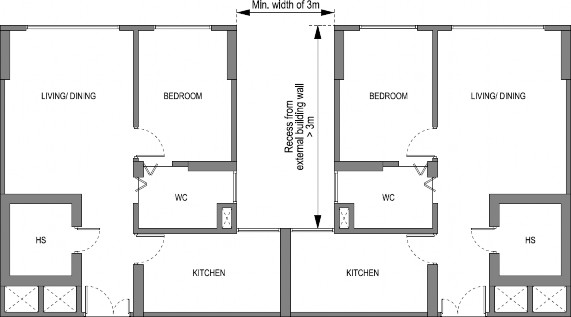 Min. width of 3m
LIVING/ DINING
BEDROOM
Recess from
external building wall
> 3m
BEDROOM
LIVING/ DINING
WC
WC
HS
HS
KITCHEN
KITCHEN